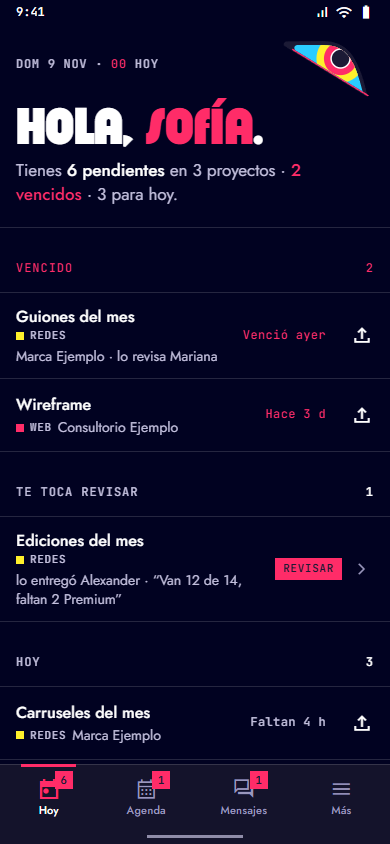 9:41
DOM 9 NOV · 00 HOY
HOLA, SOFÍA.
Tienes 6 pendientes en 3 proyectos · 2
vencidos · 3 para hoy.
VENCIDO 2
Guiones del mes
REDES
Marca Ejemplo · lo revisa Mariana
Venció ayer
Wireframe
WEB Consultorio Ejemplo
Hace 3 d
TE TOCA REVISAR 1
Ediciones del mes
REDES
lo entregó Alexander · “Van 12 de 14,
faltan 2 Premium”
REVISAR
HOY 3
Carruseles del mes
REDES Marca Ejemplo
Faltan 4 h
6
Hoy
1
Agenda
1
Mensajes
Más